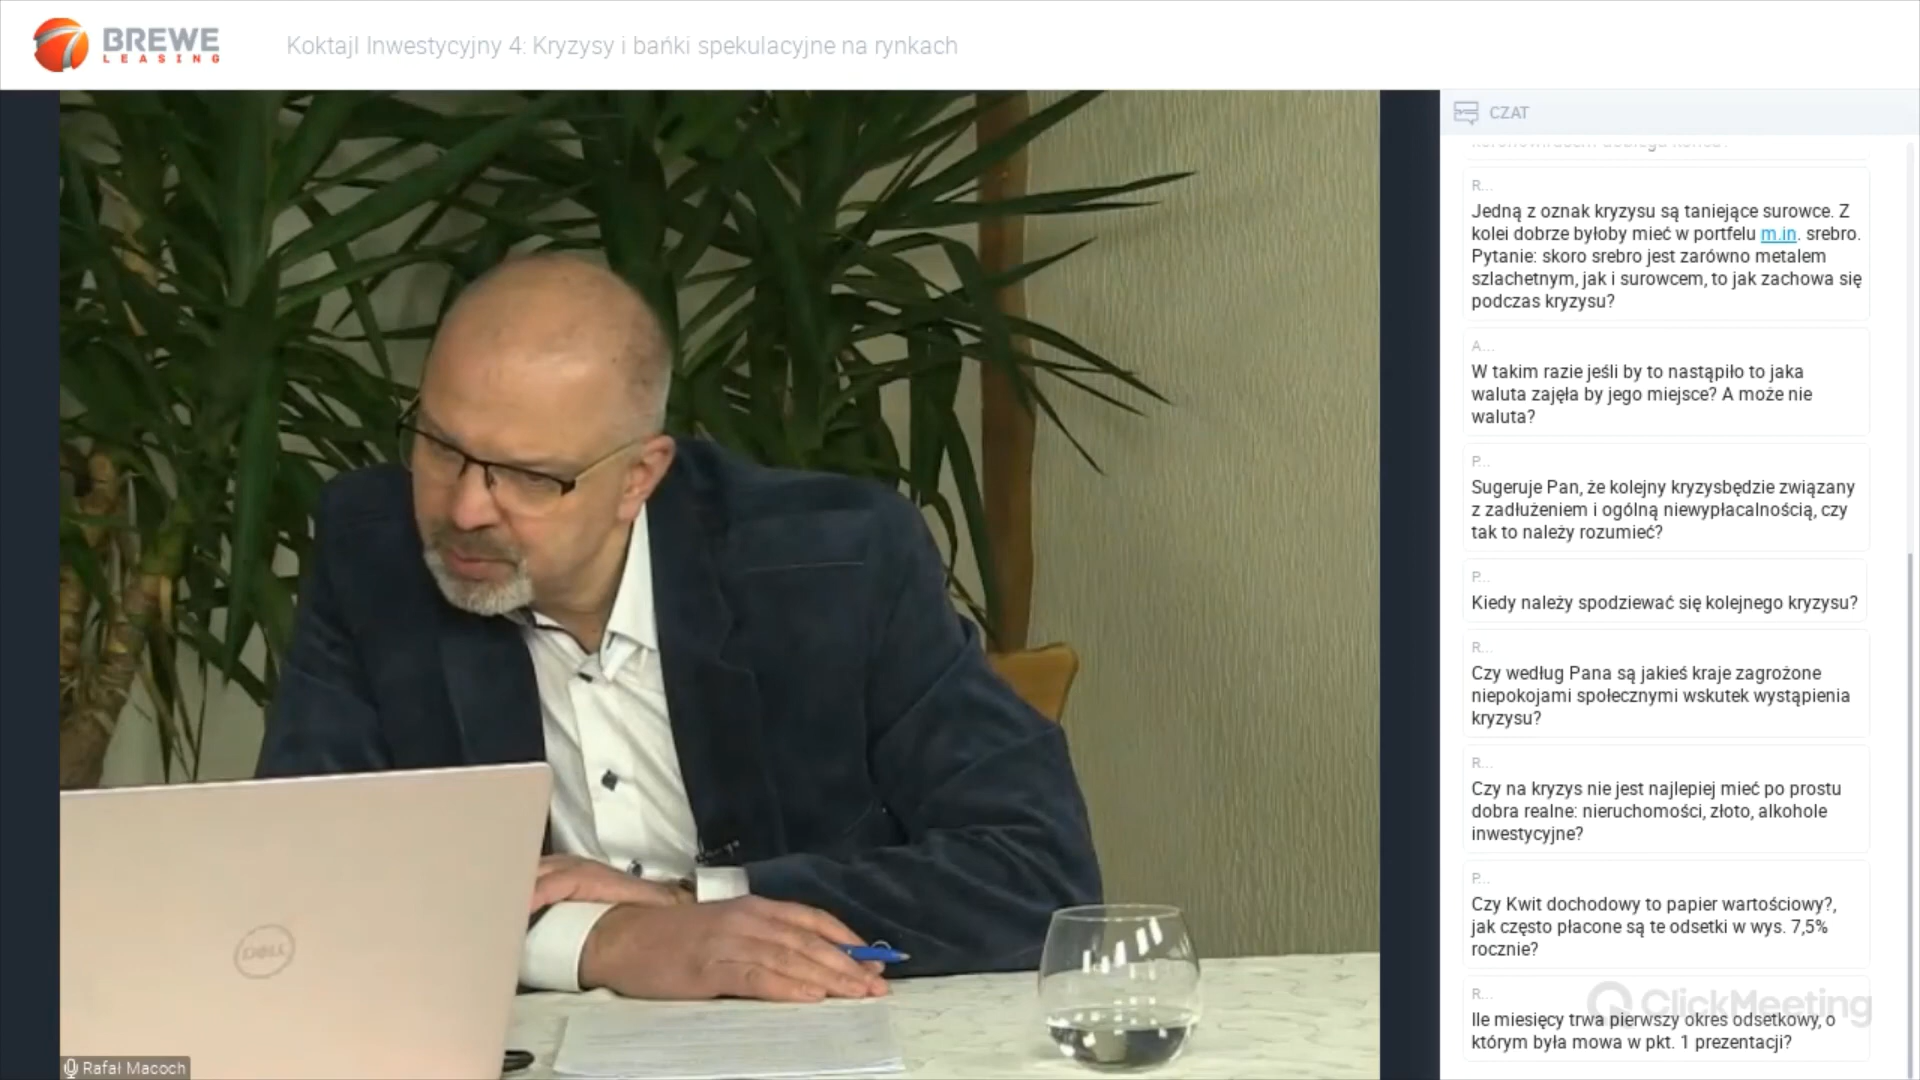 BREWE
LEASING
Koktajl Inwestycyjny 4: Kryzysy i bańki spekulacyjne na rynkach
CZAT
R...
Jedną z oznak kryzysu są taniejące surowce. Z
kolei dobrze byłoby mieć w portfelu m.in. srebro.
Pytanie: skoro srebro jest zarówno metalem
szlachetnym, jak i surowcem, to jak zachowa się
podczas kryzysu?
A...
W takim razie jeśli by to nastąpiło to jaka
waluta zajęła by jego miejsce? A może nie
waluta?
P...
Sugeruje Pan, że kolejny kryzysbędzie związany
z zadłużeniem i ogólną niewypłacalnością, czy
tak to należy rozumieć?
P...
Kiedy należy spodziewać się kolejnego kryzysu?
R...
Czy według Pana są jakieś kraje zagrożone
niepokojami społecznymi wskutek wystąpienia
kryzysu?
R...
Czy na kryzys nie jest najlepiej mieć po prostu
dobra realne: nieruchomości, złoto, alkohole
inwestycyjne?
P...
Czy Kwit dochodowy to papier wartościowy?,
jak często płacone są te odsetki w wys. 7,5%
rocznie?
R...
Ile miesięcy trwa pierwszy okres odsetkowy, o
którym była mowa w pkt. 1 prezentacji?
ClickMeeting
DELL
Rafał Macoch